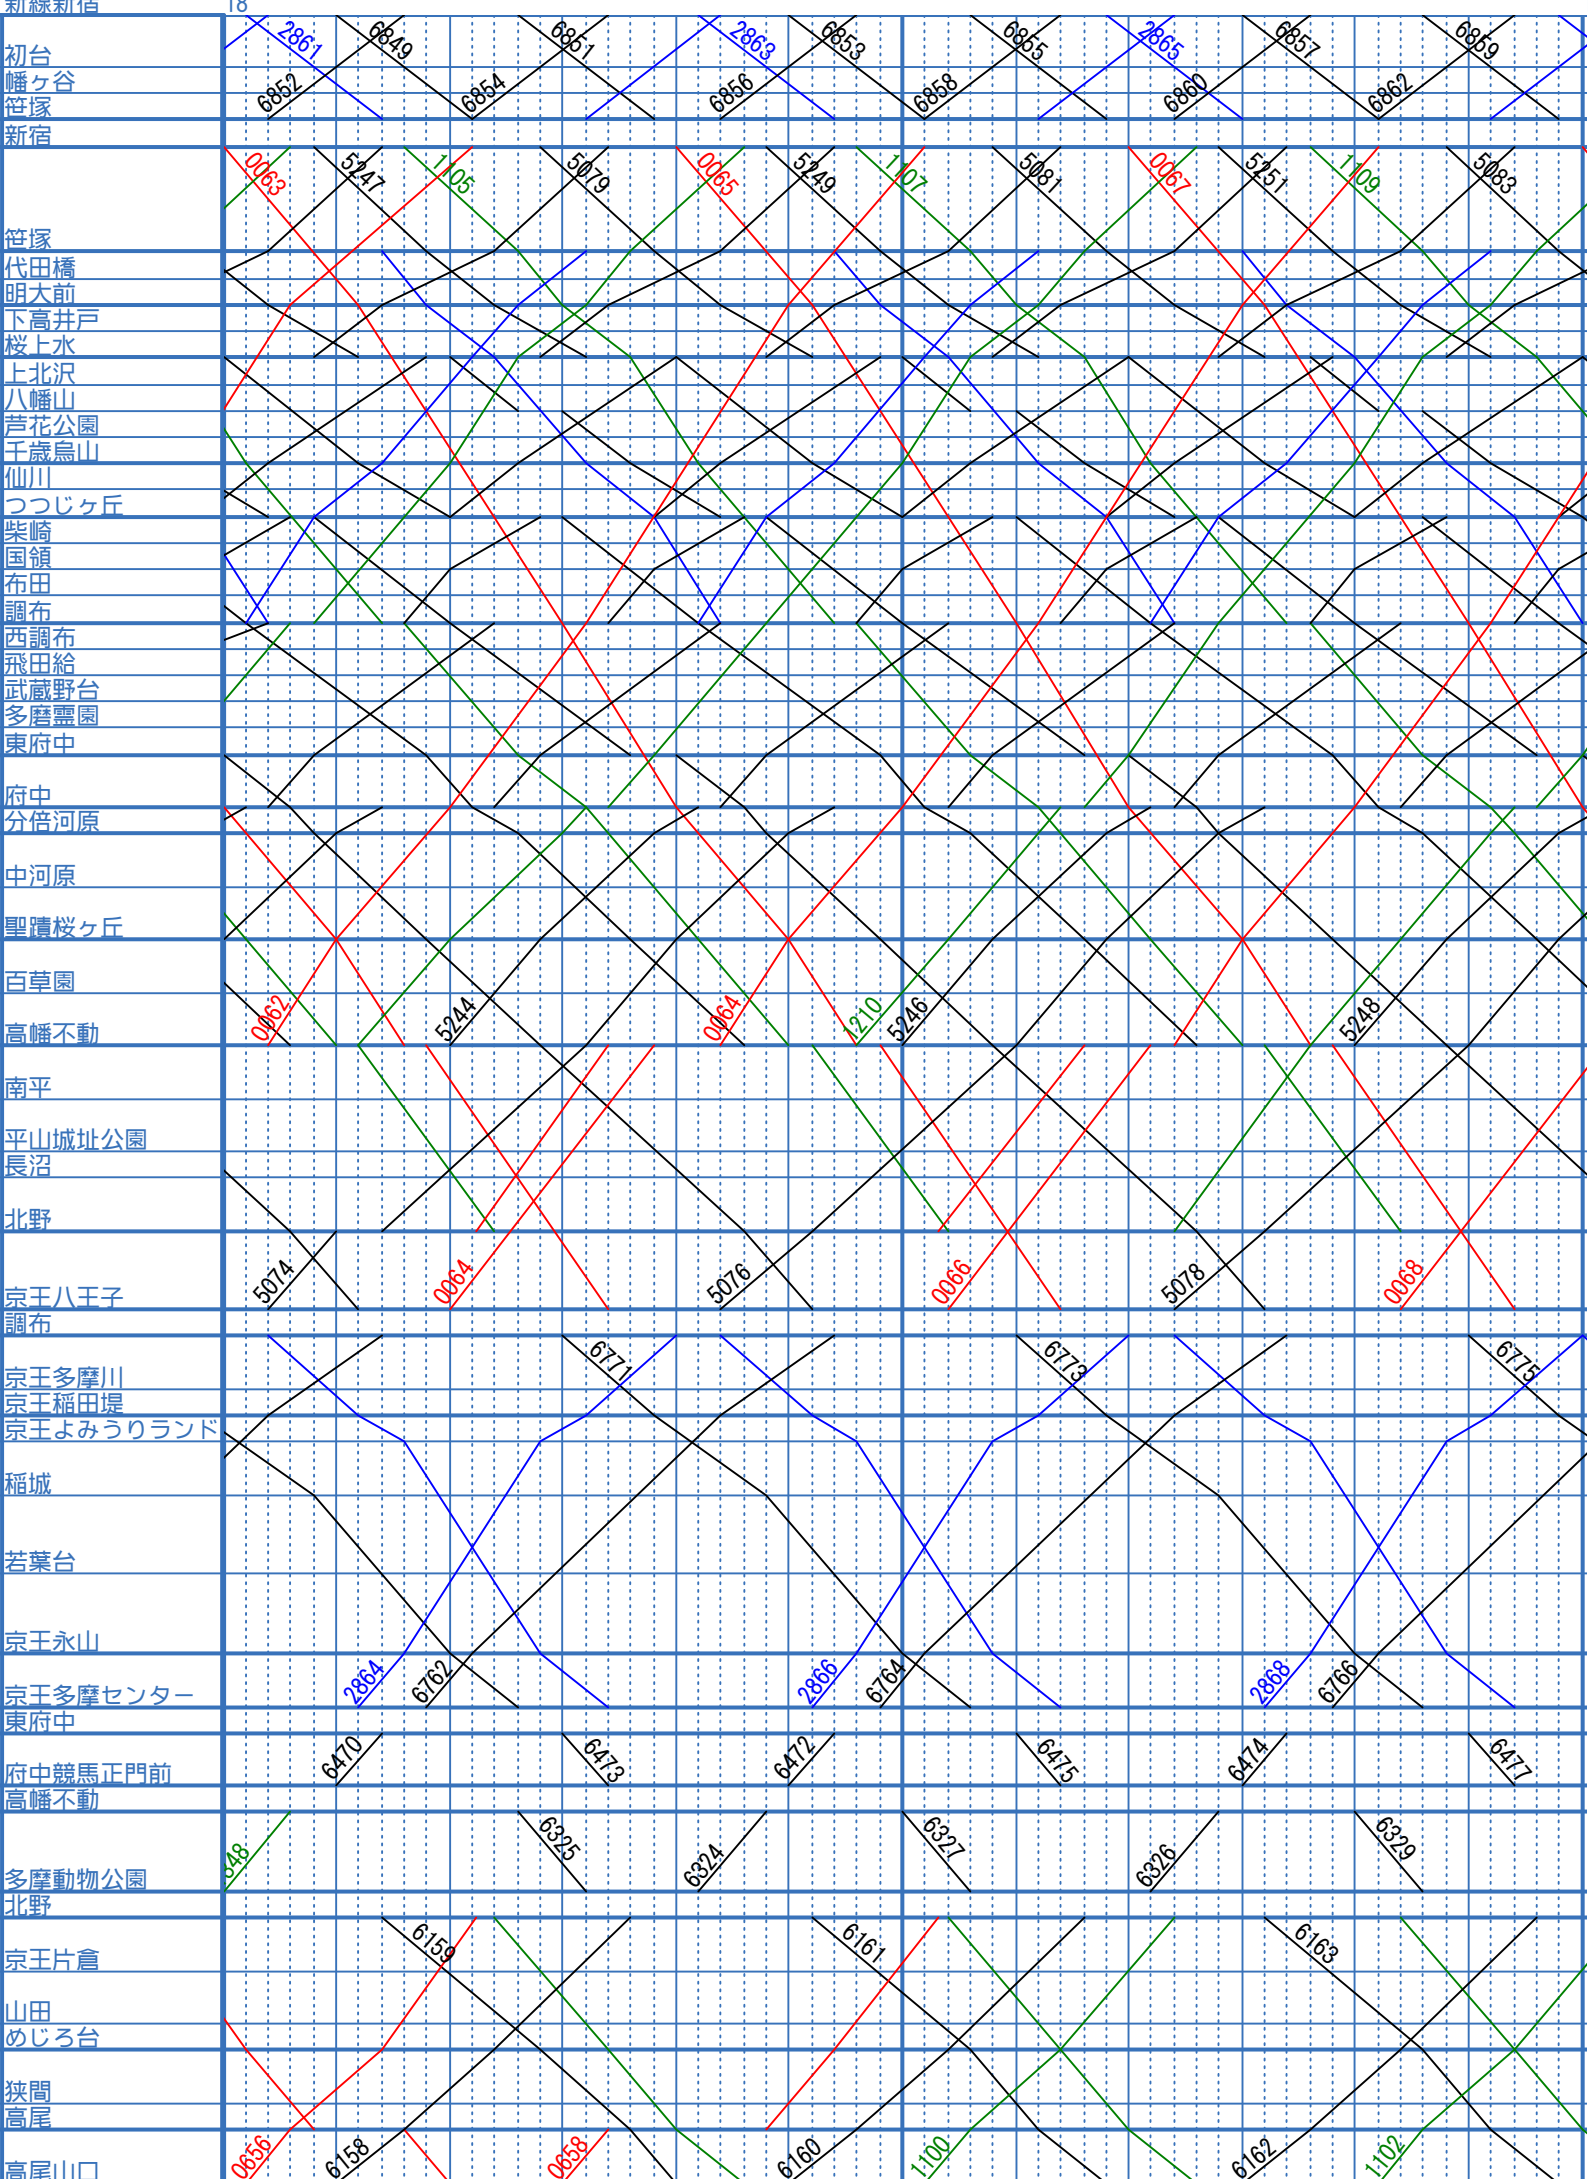 新線新宿 18
初台 2861 6849 6851 2863 6853 6855 2865 6857 6859
幡ヶ谷
笹塚 6852 6854 6856 6858 6860 6862
新宿
0063 5247 1105 5079 0065 5249 1107 5081 0067 5251 1109 5083
笹塚
代田橋
明大前
下高井戸
桜上水
上北沢
八幡山
芦花公園
千歳烏山
仙川
つつじヶ丘
柴崎
国領
布田
調布
西調布
飛田給
武蔵野台
多磨霊園
東府中
府中
分倍河原
中河原
聖蹟桜ヶ丘
百草園
高幡不動 0062 5244 0064 1210 5246 5248
南平
平山城址公園
長沼
北野
京王八王子 5074 0064 5076 0066 5078 0068
調布
京王多摩川 6771 6773 6775
京王稲田堤
京王よみうりランド
稲城
若葉台
京王永山
京王多摩センター 2864 6762 2866 6764 2868 6766
東府中
府中競馬正門前 6470 6473 6472 6475 6474 6477
高幡不動
多摩動物公園 348 6325 6324 6327 6326 6329
北野
京王片倉 6159 6161 6163
山田
めじろ台
狭間
高尾
高尾山口 0656 6158 0658 6160 1100 6162 1102